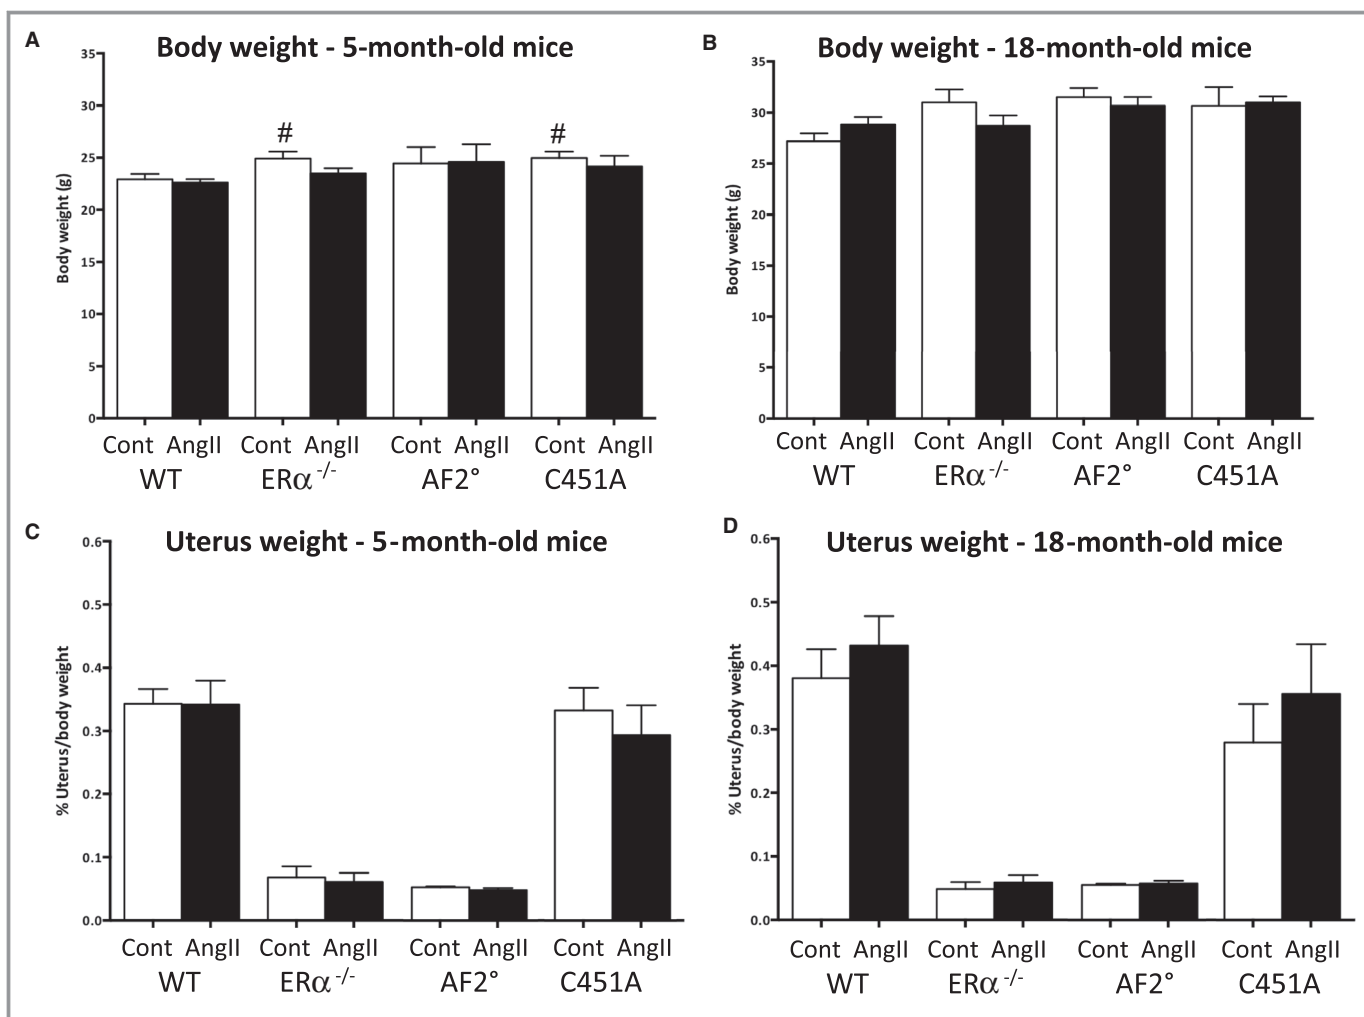 A
Body weight - 5-month-old mice
35
30
25
20
15
10
5
0
Body weight (g)
#
#
Cont AngII Cont AngII Cont AngII Cont AngII
WT ERα -/- AF2° C451A
B
Body weight - 18-month-old mice
35
30
25
20
15
10
5
0
Body weight (g)
Cont AngII Cont AngII Cont AngII Cont AngII
WT ERα -/- AF2° C451A
C
Uterus weight - 5-month-old mice
0.6
0.5
0.4
0.3
0.2
0.1
0.0
% Uterus/body weight
Cont AngII Cont AngII Cont AngII Cont AngII
WT ERα -/- AF2° C451A
D
Uterus weight - 18-month-old mice
0.6
0.5
0.4
0.3
0.2
0.1
0.0
% Uterus/body weight
Cont AngII Cont AngII Cont AngII Cont AngII
WT ERα -/- AF2° C451A